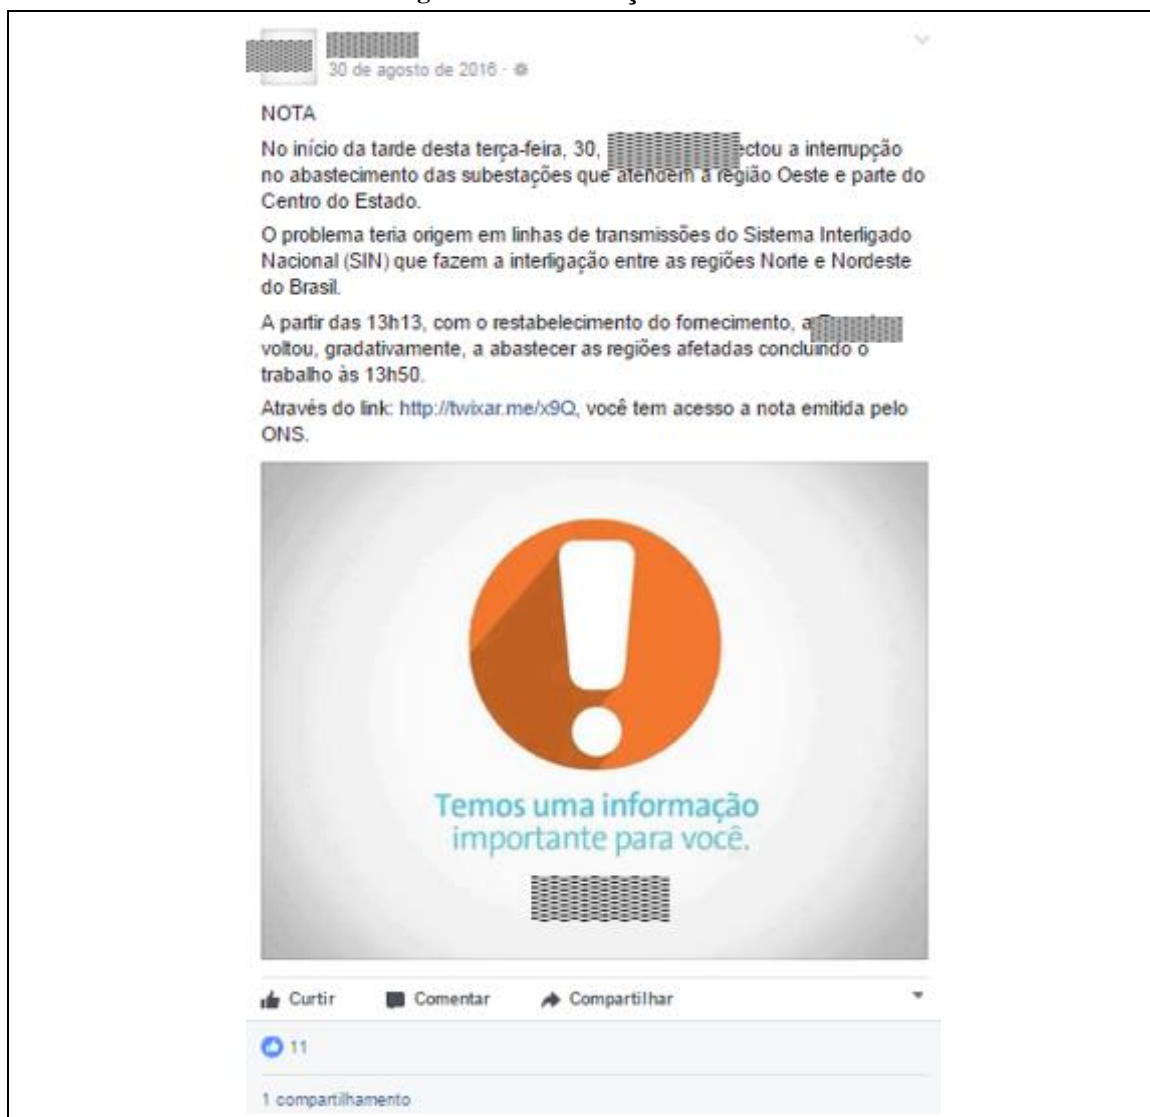 30 de agosto de 2016 ·
NOTA
No início da tarde desta terça-feira, 30, ectou a interrupção
no abastecimento das subestações que atendem a região Oeste e parte do
Centro do Estado.
O problema teria origem em linhas de transmissões do Sistema Interligado
Nacional (SIN) que fazem a interligação entre as regiões Norte e Nordeste
do Brasil.
A partir das 13h13, com o restabelecimento do fornecimento, a
voltou, gradativamente, a abastecer as regiões afetadas concluindo o
trabalho às 13h50.
Através do link: http://twixar.me/x9Q, você tem acesso a nota emitida pelo
ONS.
Temos uma informação
importante para você.
Curtir Comentar Compartilhar
11
1 compartilhamento